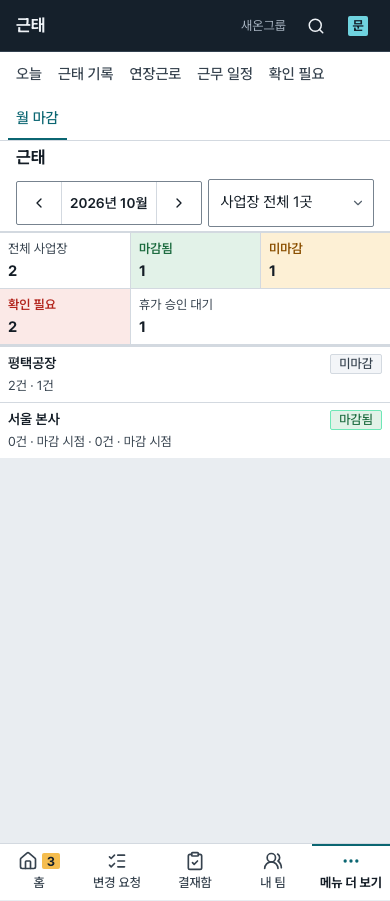 근태
새온그룹
문
오늘 근태 기록 연장근로 근무 일정 확인 필요
월 마감
근태
2026년 10월
사업장 전체 1곳
전체 사업장 마감됨 미마감
2 1 1
확인 필요 휴가 승인 대기
2 1
평택공장 미마감
2건 · 1건
서울 본사 마감됨
0건 · 마감 시점 · 0건 · 마감 시점
3
홈 변경 요청 결재함 내 팀 메뉴 더 보기